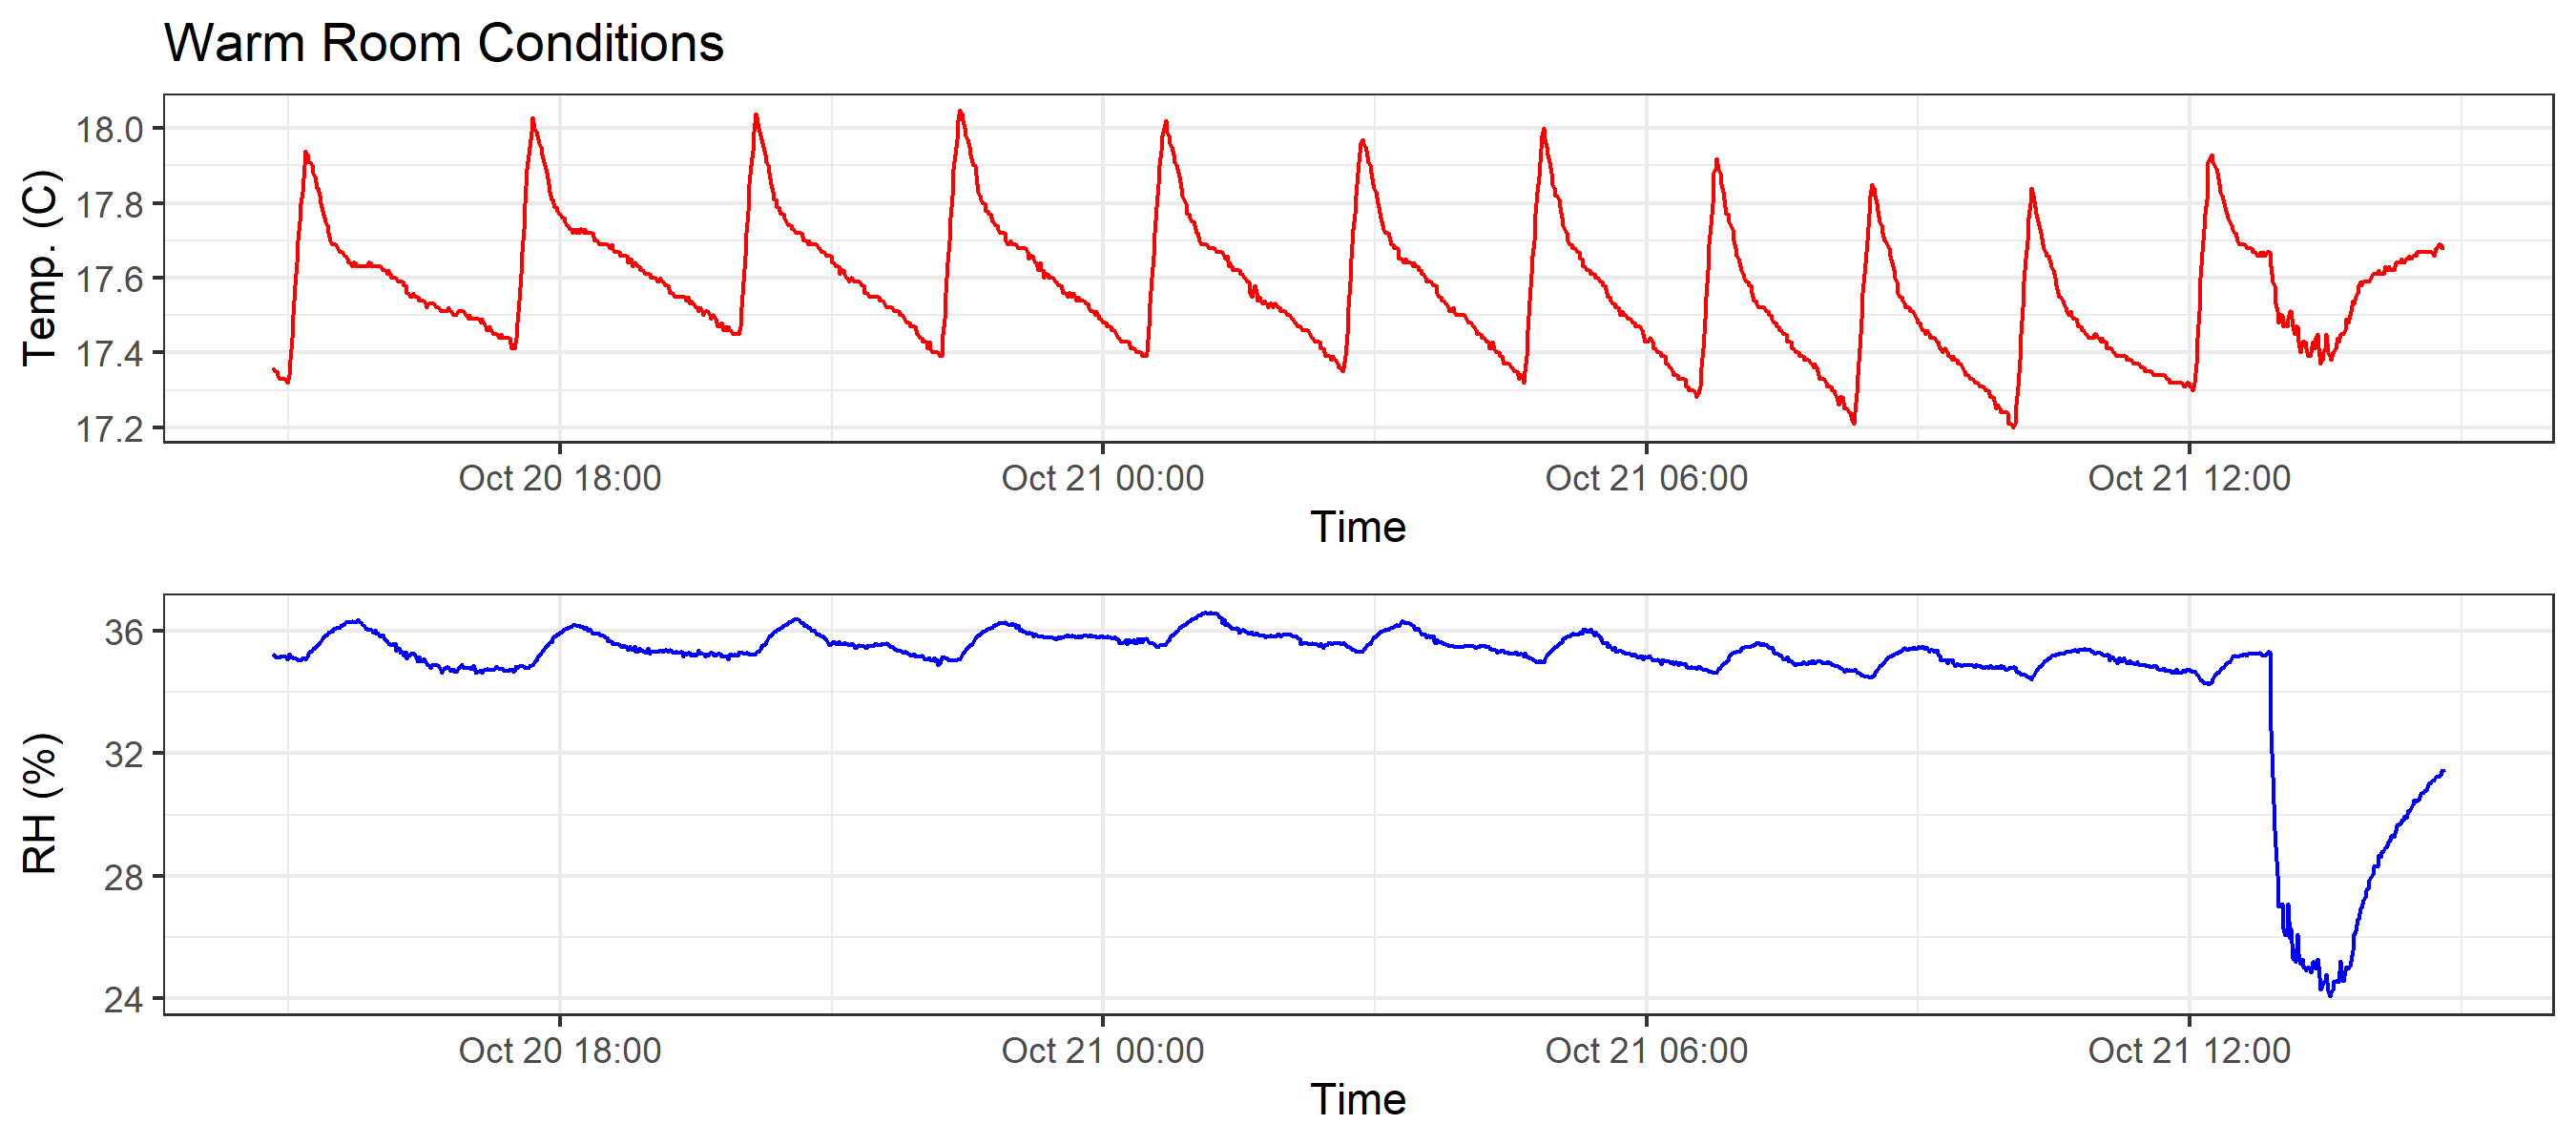 Warm Room Conditions
Temp. (C)
18.0
17.8
17.6
17.4
17.2
Oct 20 18:00 Oct 21 00:00 Oct 21 06:00 Oct 21 12:00
Time
RH (%)
36
32
28
24
Oct 20 18:00 Oct 21 00:00 Oct 21 06:00 Oct 21 12:00
Time